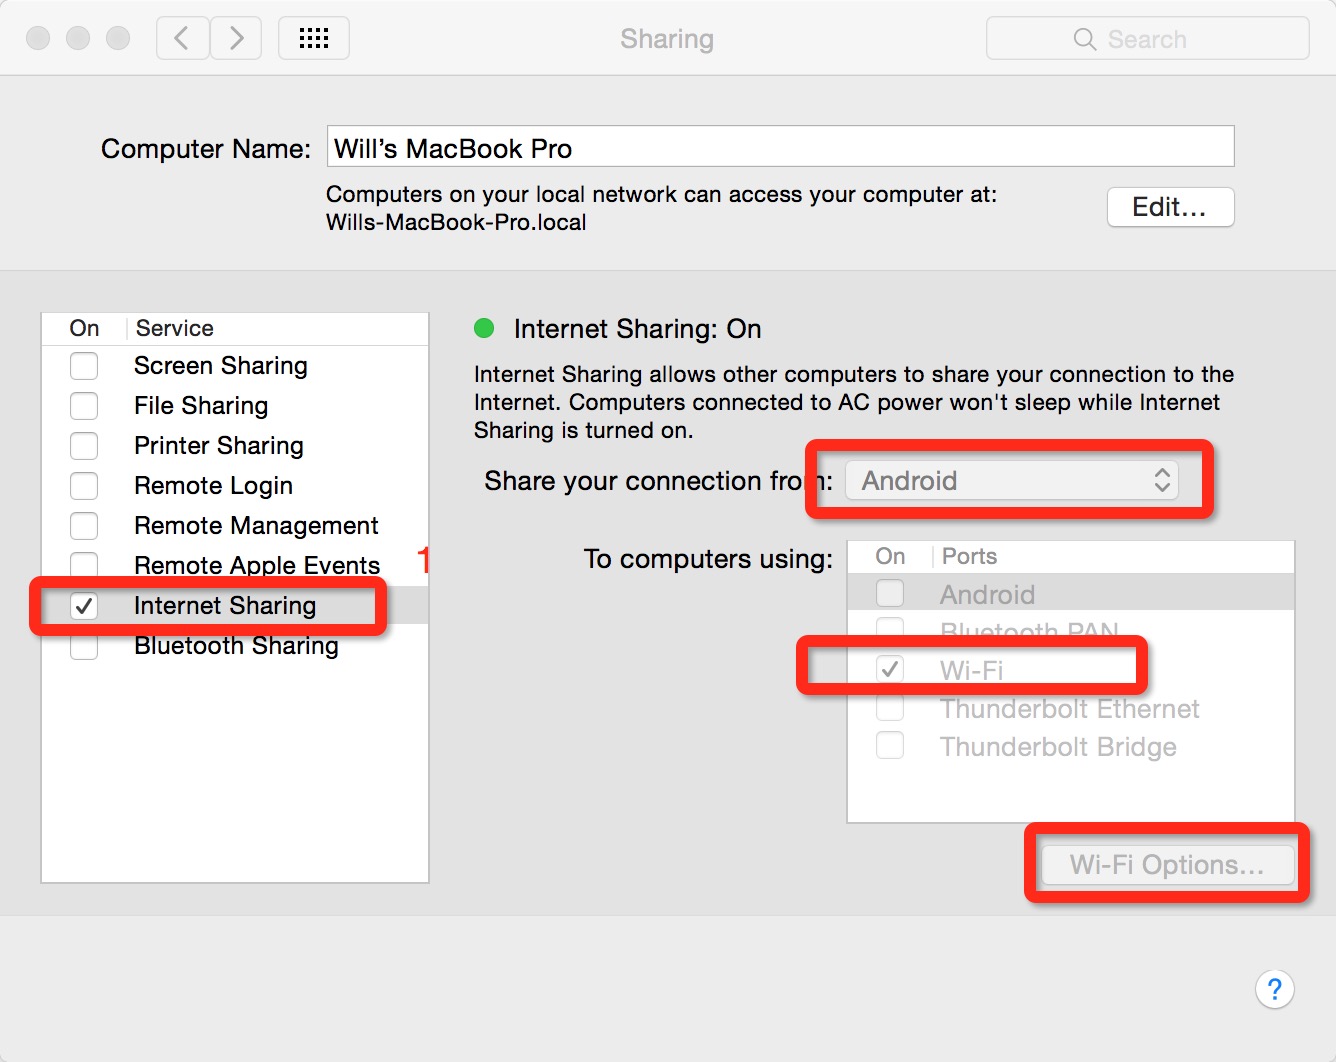 Sharing
Search
Computer Name:
Will's MacBook Pro
Computers on your local network can access your computer at:
Wills-MacBook-Pro.local
Edit...
On Service
Screen Sharing
File Sharing
Printer Sharing
Remote Login
Remote Management
Remote Apple Events
1
Internet Sharing
Bluetooth Sharing
Internet Sharing: On
Internet Sharing allows other computers to share your connection to the
Internet. Computers connected to AC power won't sleep while Internet
Sharing is turned on.
Share your connection from: Android
To computers using:
On Ports
Android
Bluetooth PAN
Wi-Fi
Thunderbolt Ethernet
Thunderbolt Bridge
Wi-Fi Options...
?